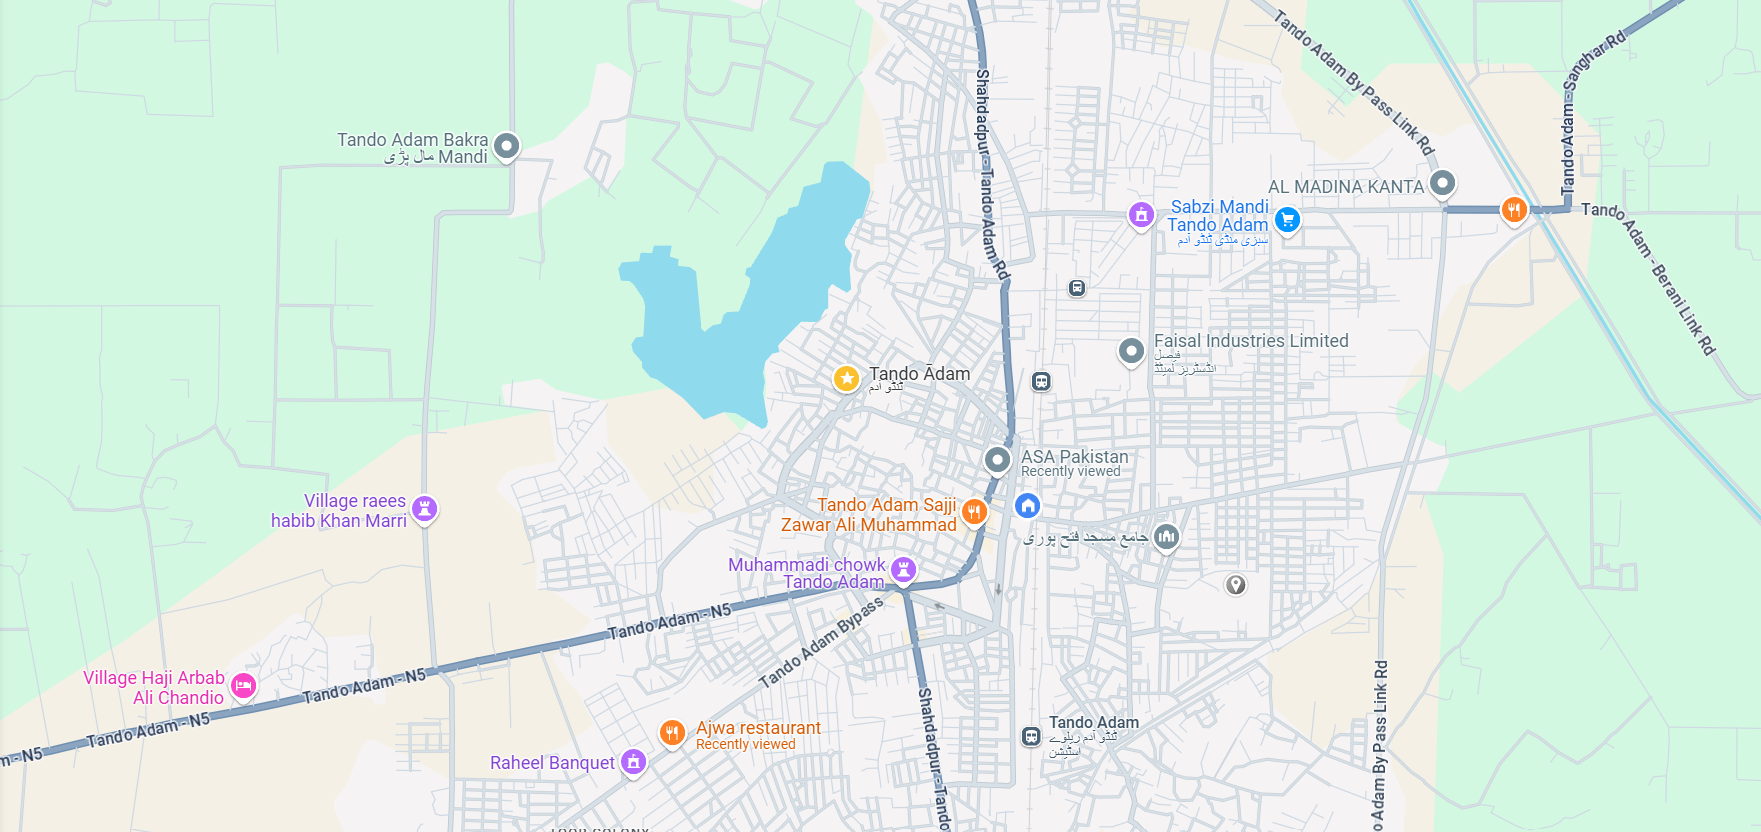 Tando Adam By Pass Link Rd
Tando Adam - Sanghar Rd
Shahdadpur - Tando Adam Rd
Tando Adam Bakra
Mandi مال پڑی
AL MADINA KANTA
Sabzi Mandi
Tando Adam
سبزی منڈی ٹنڈو آدم
Tando Adam - Berani Link Rd
Faisal Industries Limited
فیصل
انڈسٹریز لمیٹڈ
Tando Ādam
ٹنڈو آدم
ASA Pakistan
Recently viewed
Village raees
habib Khan Marri
Tando Adam Sajji
Zawar Ali Muhammad
جامع مسجد فتح پوری
Muhammadi chowk
Tando Adam
Tando Adam - N5
Tando Adam Bypass
Village Haji Arbab
Ali Chandio
Tando Adam - N5
Tando Adam - N5
m - N5
Shahdadpur - Tando
Ajwa restaurant
Recently viewed
Raheel Banquet
Tando Adam
ٹنڈو آدم ریلوے
اسٹیشن
o Adam By Pass Link Rd